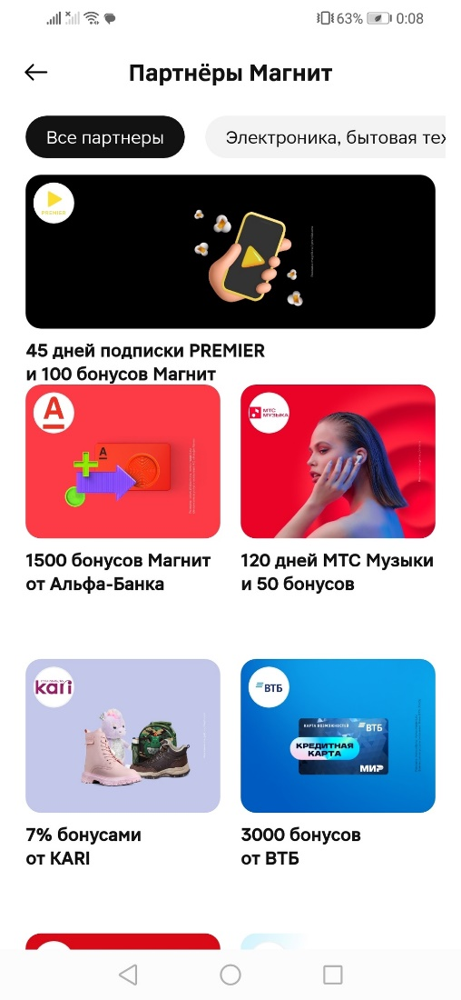 63% 0:08
Партнёры Магнит
Все партнеры
Электроника, бытовая тех
PREMIER
45 дней подписки PREMIER
и 100 бонусов Магнит
А
А
МТС
МУЗЫКА
1500 бонусов Магнит
от Альфа-Банка
120 дней МТС Музыки
и 50 бонусов
kari
ВТБ
КАРТА ВОЗМОЖНОСТЕЙ
ВТБ
КРЕДИТНАЯ
КАРТА
МИР
7% бонусами
от KARI
3000 бонусов
от ВТБ